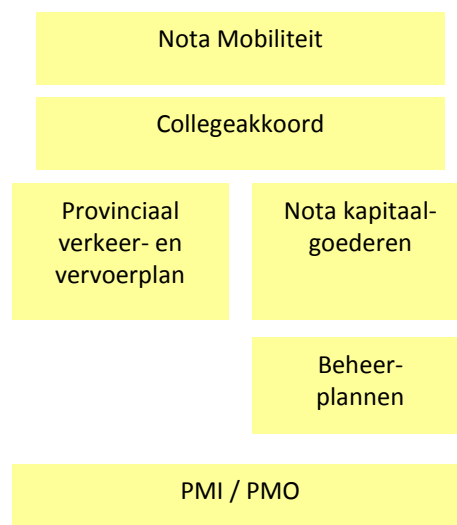 Nota Mobiliteit
Collegeakkoord
Provinciaal
verkeer- en
vervoerplan
Nota kapitaal-
goederen
Beheer-
plannen
PMI / PMO